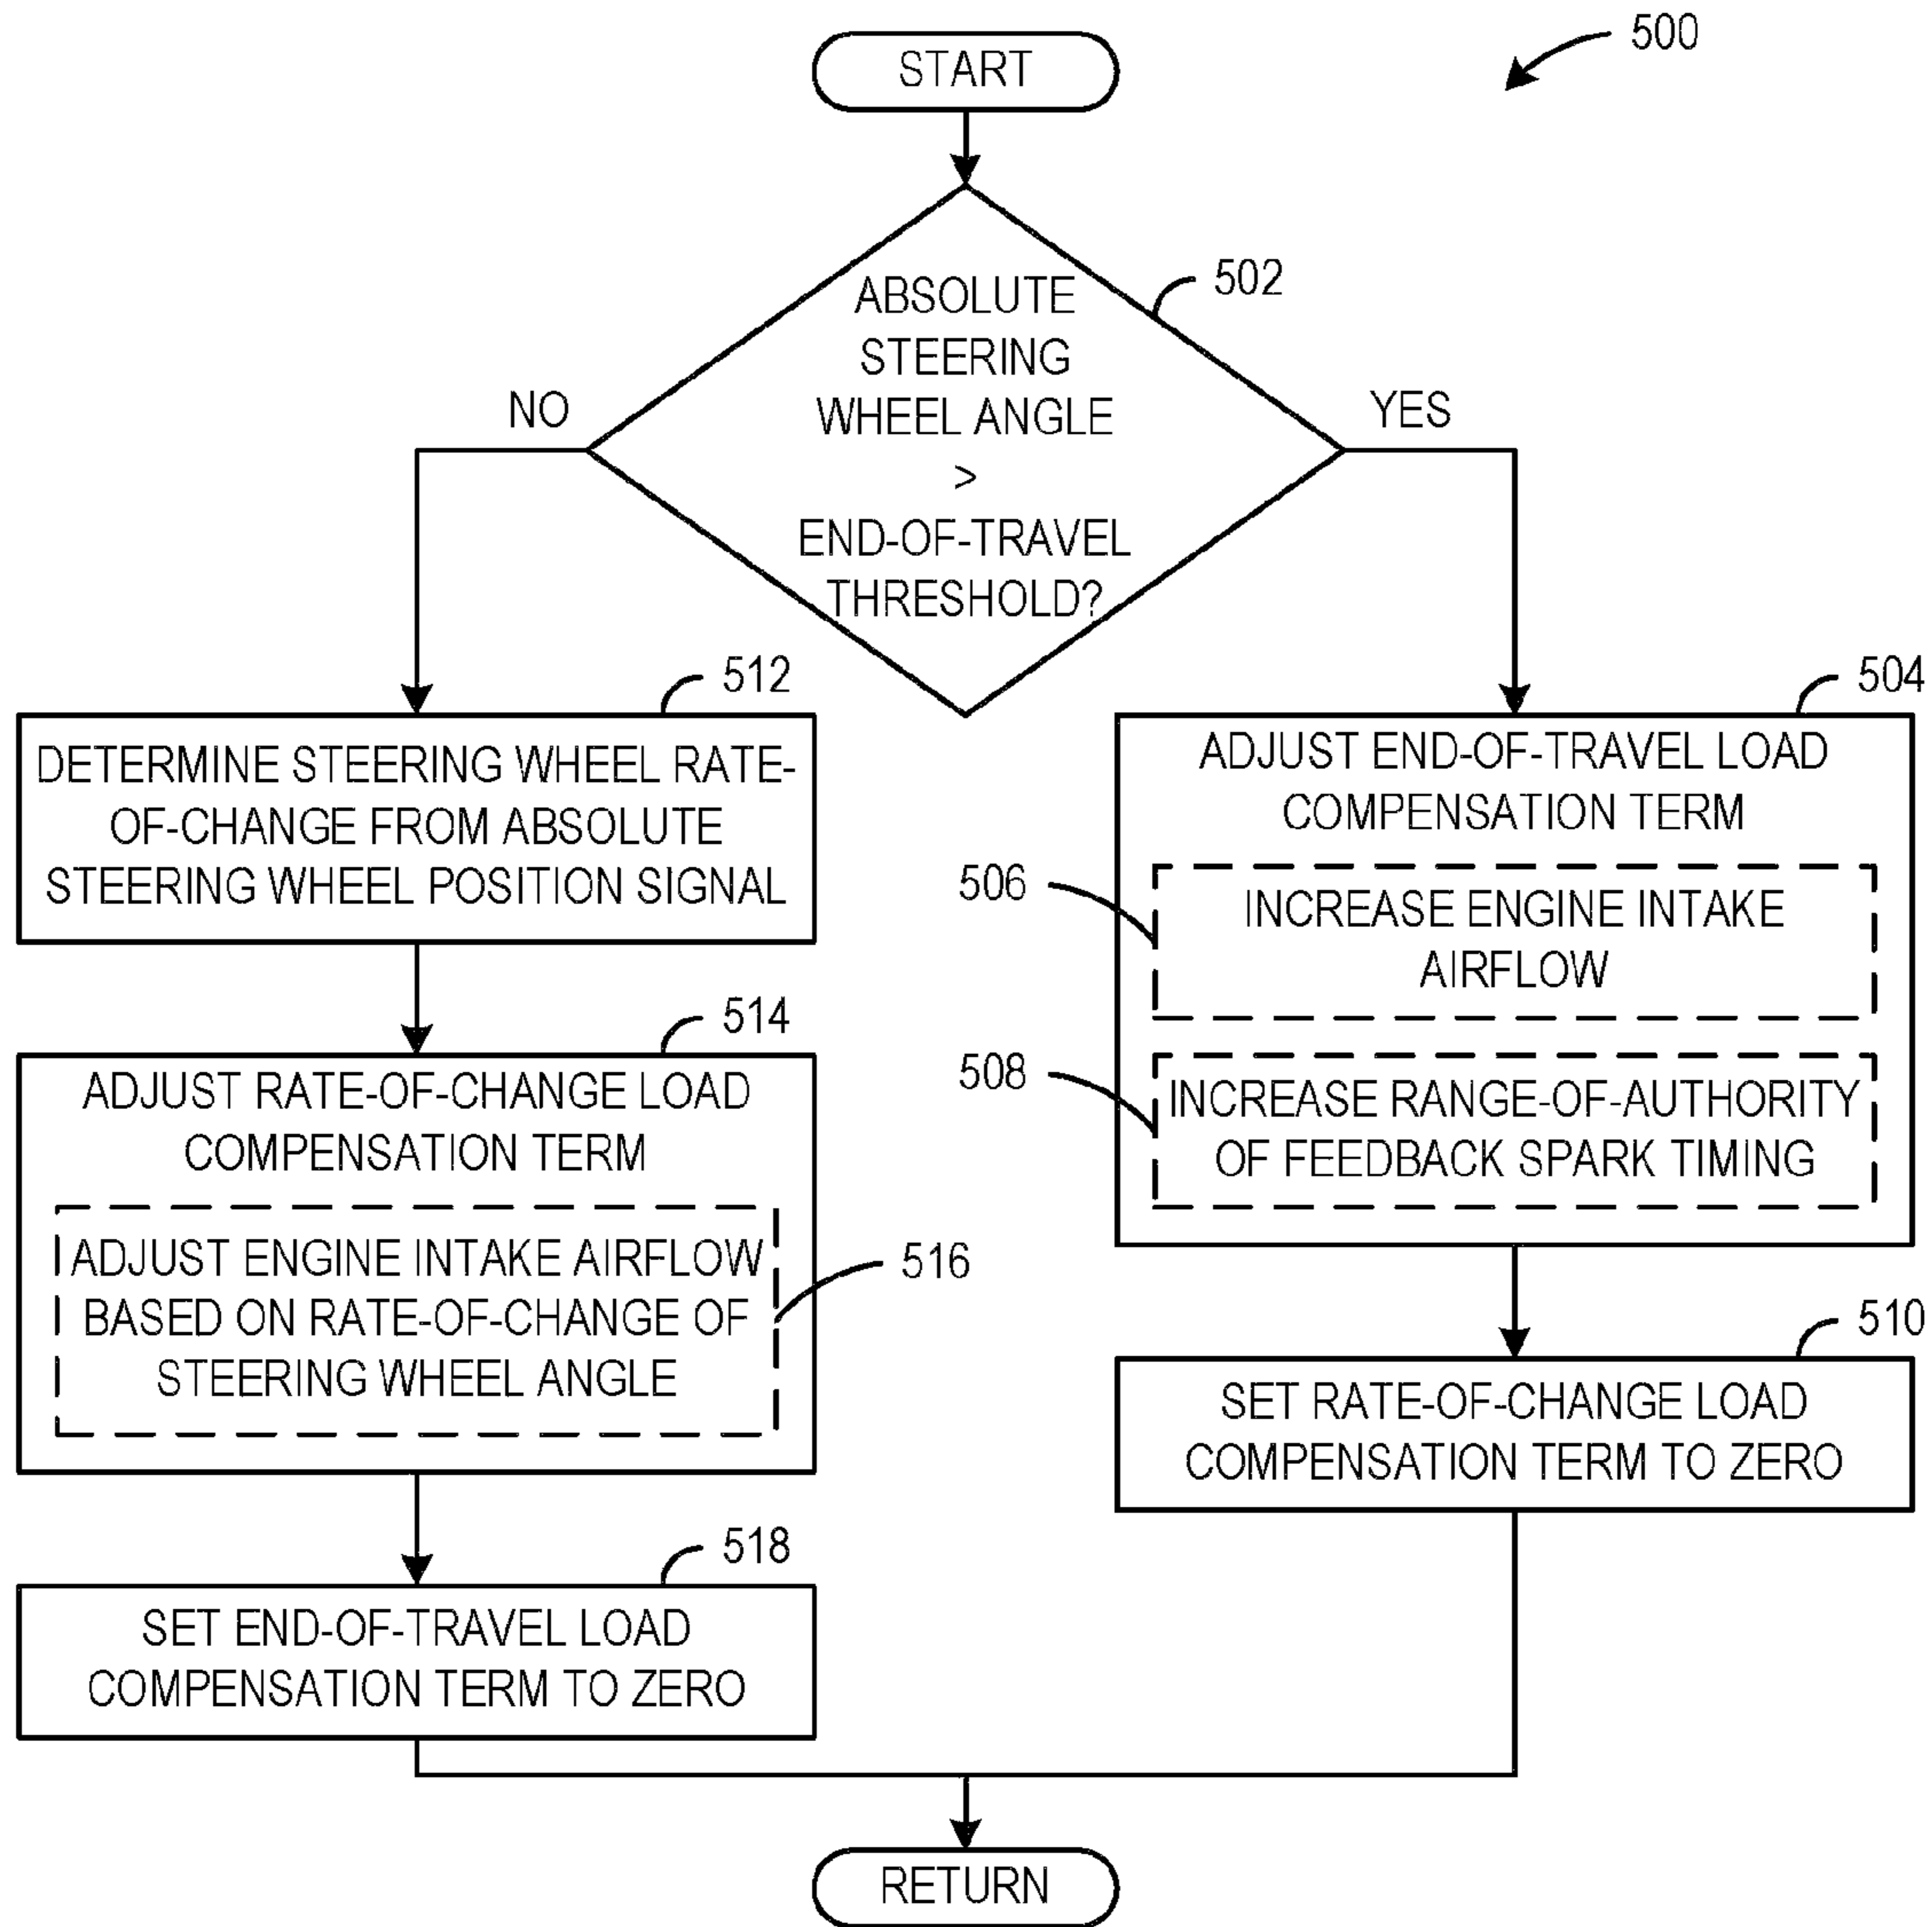 500
START
502
ABSOLUTE
STEERING
WHEEL ANGLE
>
END-OF-TRAVEL
THRESHOLD?
NO
YES
512
DETERMINE STEERING WHEEL RATE-
OF-CHANGE FROM ABSOLUTE
STEERING WHEEL POSITION SIGNAL
514
ADJUST RATE-OF-CHANGE LOAD
COMPENSATION TERM
ADJUST ENGINE INTAKE AIRFLOW
BASED ON RATE-OF-CHANGE OF
STEERING WHEEL ANGLE
516
518
SET END-OF-TRAVEL LOAD
COMPENSATION TERM TO ZERO
504
ADJUST END-OF-TRAVEL LOAD
COMPENSATION TERM
506
INCREASE ENGINE INTAKE
AIRFLOW
508
INCREASE RANGE-OF-AUTHORITY
OF FEEDBACK SPARK TIMING
510
SET RATE-OF-CHANGE LOAD
COMPENSATION TERM TO ZERO
RETURN